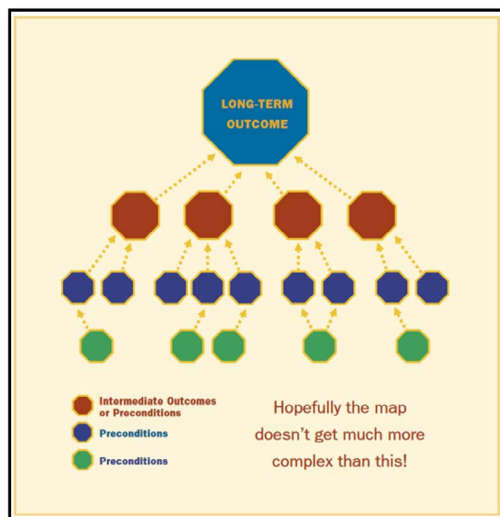 LONG-TERM
OUTCOME
Intermediate Outcomes
or Preconditions
Preconditions
Preconditions
Hopefully the map
doesn't get much more
complex than this!